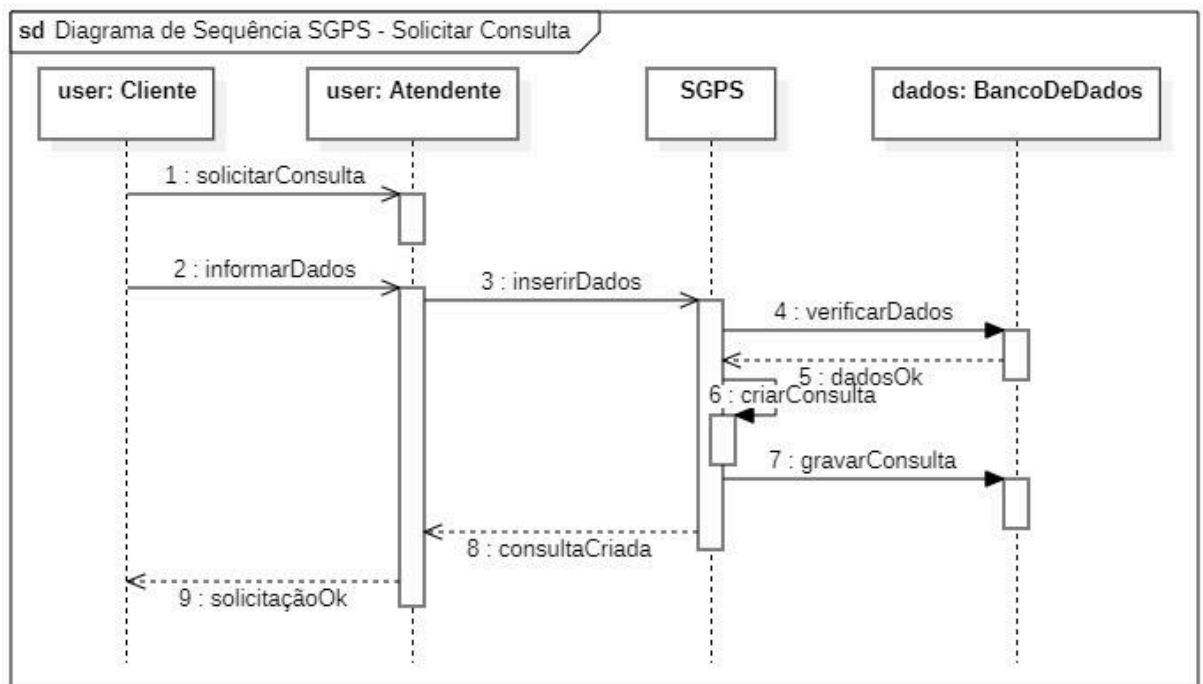 sd Diagrama de Sequência SGPS - Solicitar Consulta
user: Cliente
user: Atendente
SGPS
dados: BancoDeDados
1 : solicitarConsulta
2 : informarDados
3 : inserirDados
4 : verificarDados
5 : dadosOk
6 : criarConsulta
7 : gravarConsulta
8 : consultaCriada
9 : solicitaçãoOk